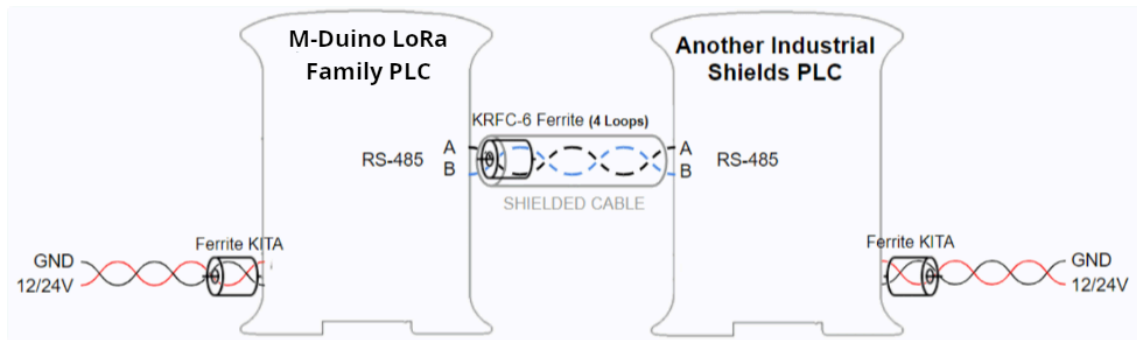 M-Duino LoRa
Family PLC
Another Industrial
Shields PLC
KRFC-6 Ferrite (4 Loops)
RS-485
A
B
A
B
RS-485
SHIELDED CABLE
Ferrite KITA
GND
12/24V
Ferrite KITA
GND
12/24V